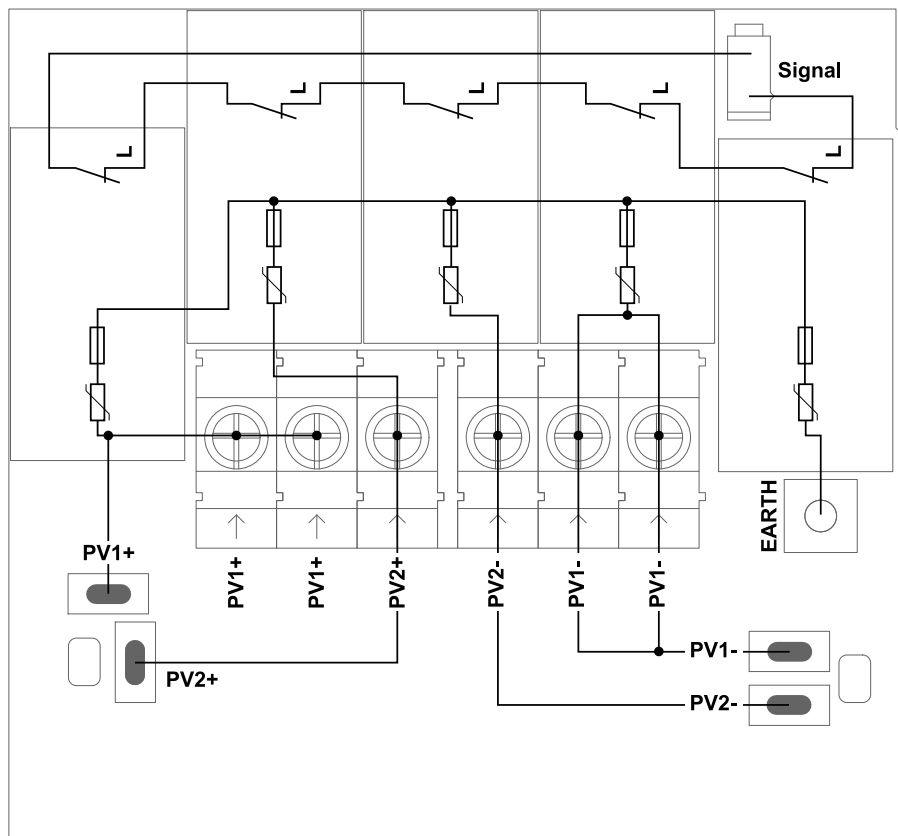 Signal
L
L
L
L
L
EARTH
PV1+
PV1+
PV1+
PV2+
PV2-
PV1-
PV1-
PV2+
PV1-
PV2-